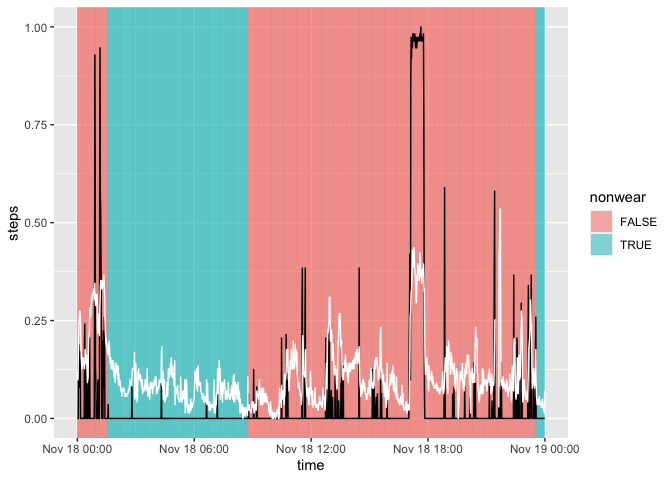 1.00
0.75
0.50
0.25
0.00
steps
Nov 18 00:00
Nov 18 06:00
Nov 18 12:00
Nov 18 18:00
Nov 19 00:00
time
nonwear
FALSE
TRUE